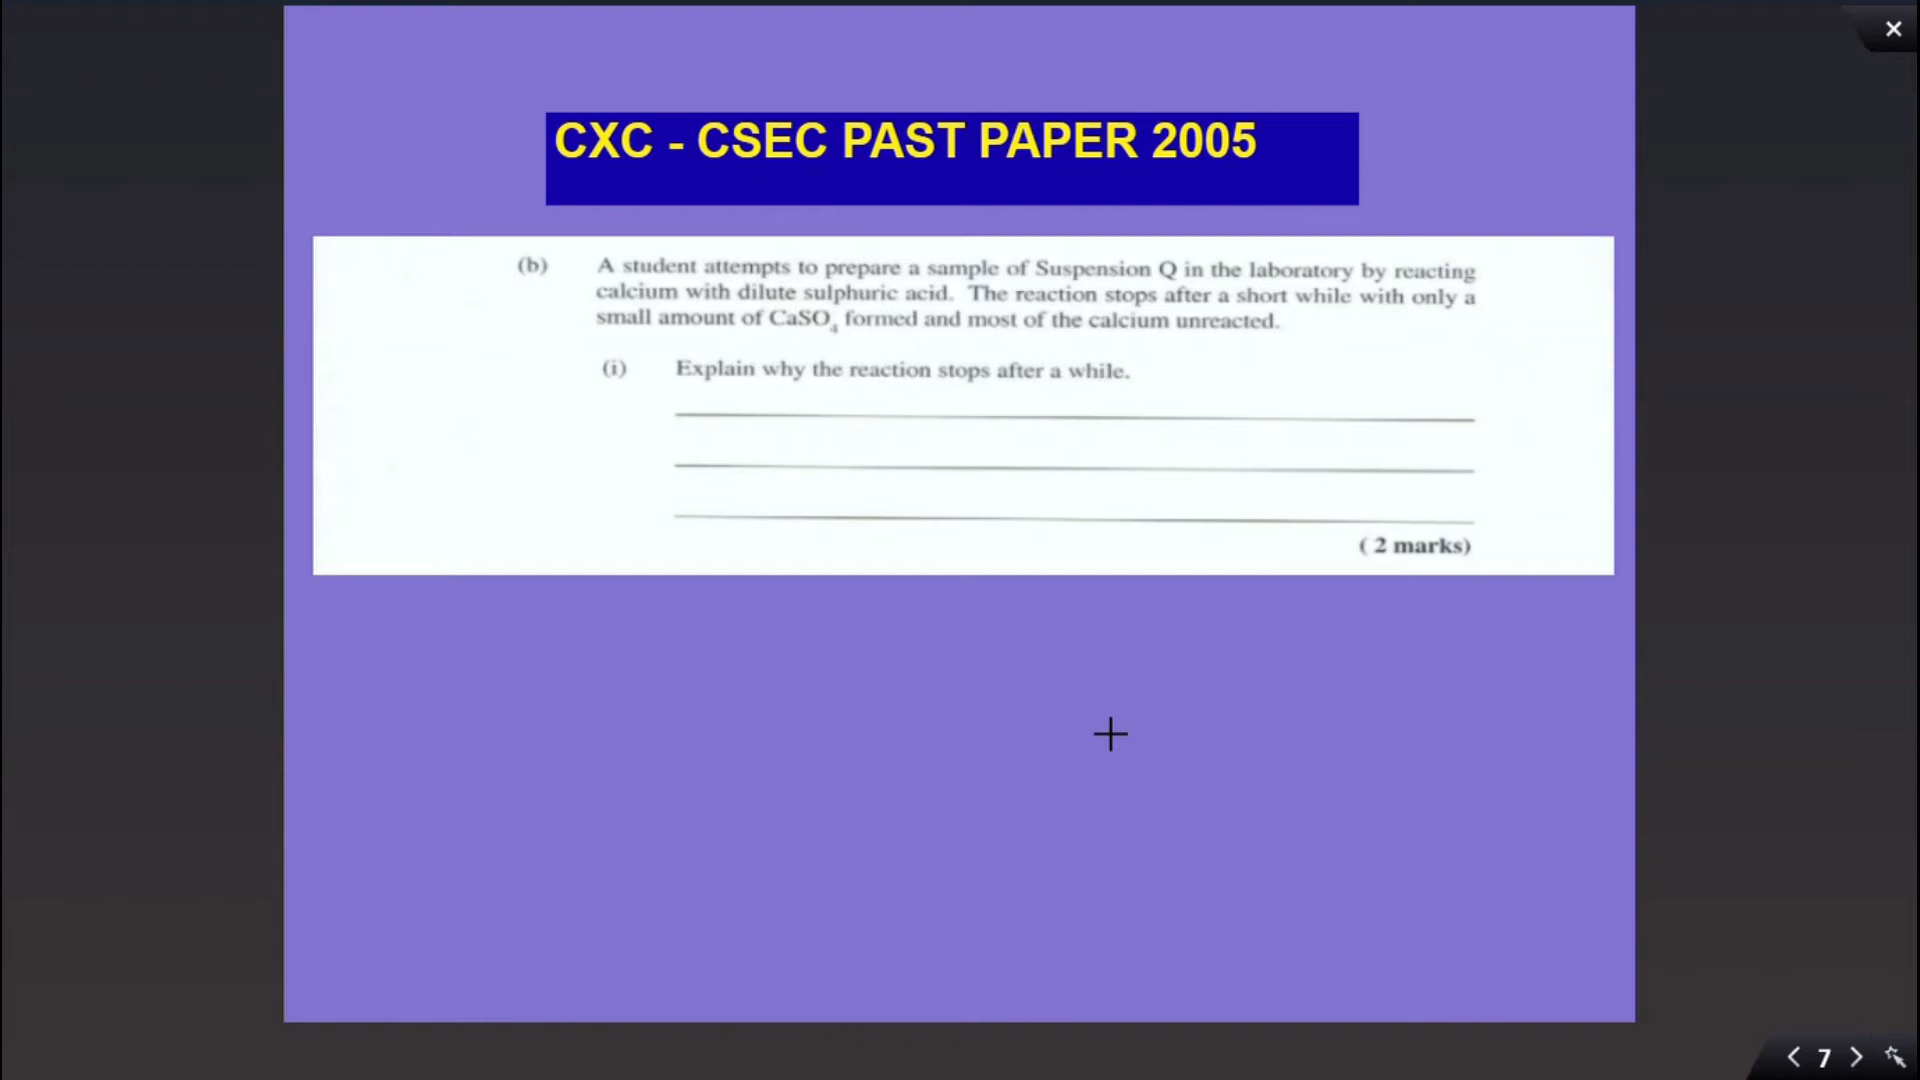 CXC - CSEC PAST PAPER 2005
(b) A student attempts to prepare a sample of Suspension Q in the laboratory by reacting
calcium with dilute sulphuric acid. The reaction stops after a short while with only a
small amount of CaSO₄ formed and most of the calcium unreacted.
(i) Explain why the reaction stops after a while.
( 2 marks)
7